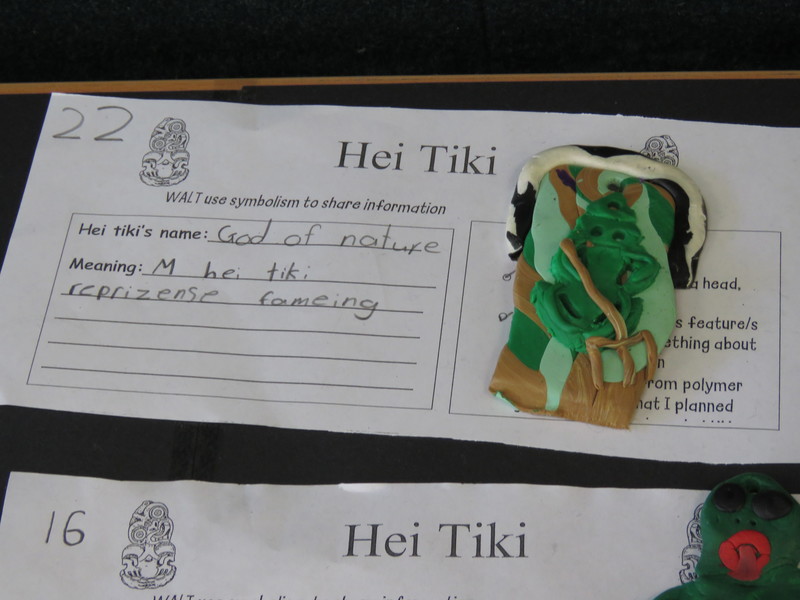 22
Hei Tiki
WALT use symbolism to share information
Hei tiki's name: God of nature
Meaning: M hei tiki
reprizense fameing
a head,
s feature/s
ething about
n
rom polymer
hat I planned
16
Hei Tiki